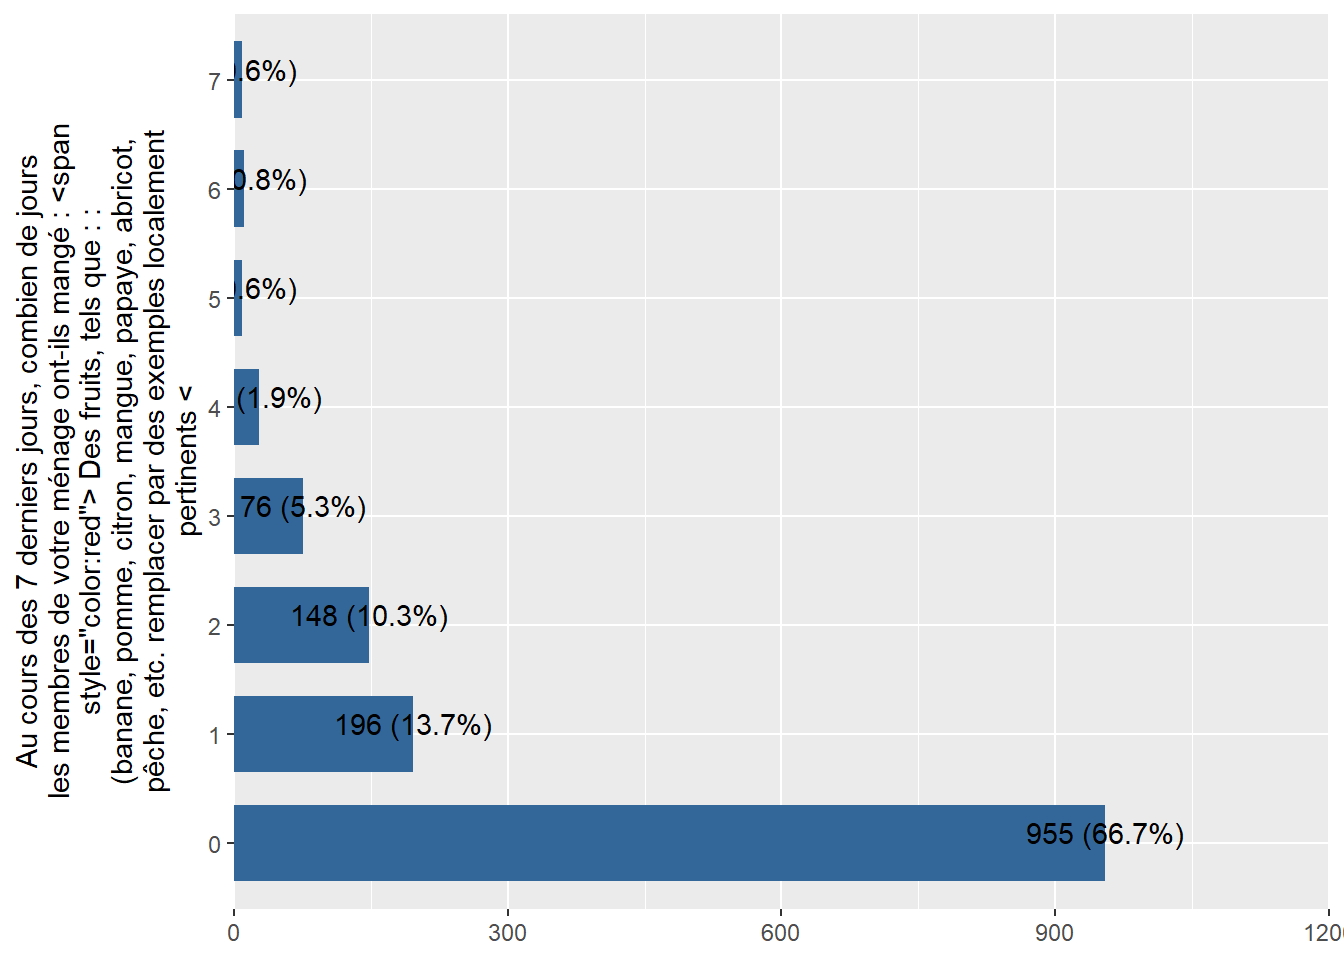 Au cours des 7 derniers jours, combien de jours
les membres de votre ménage ont-ils mangé : <span
style="color:red"> Des fruits, tels que : :
(banane, pomme, citron, mangue, papaye, abricot,
pêche, etc. remplacer par des exemples localement
pertinents <
7
.6%)
6
0.8%)
5
.6%)
4
(1.9%)
3
76 (5.3%)
2
148 (10.3%)
1
196 (13.7%)
0
955 (66.7%)
0 300 600 900 120